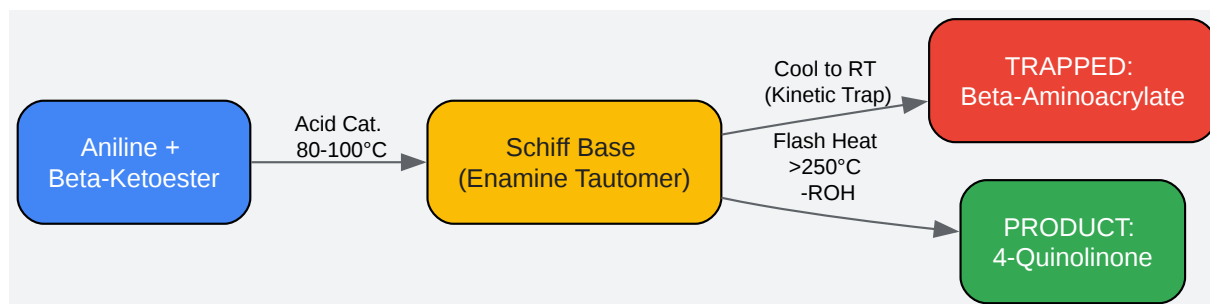 Aniline +
Beta-Ketoester
Acid Cat.
80-100°C
Schiff Base
(Enamine Tautomer)
Cool to RT
(Kinetic Trap)
TRAPPED:
Beta-Aminoacrylate
Flash Heat
>250°C
-ROH
PRODUCT:
4-Quinolinone